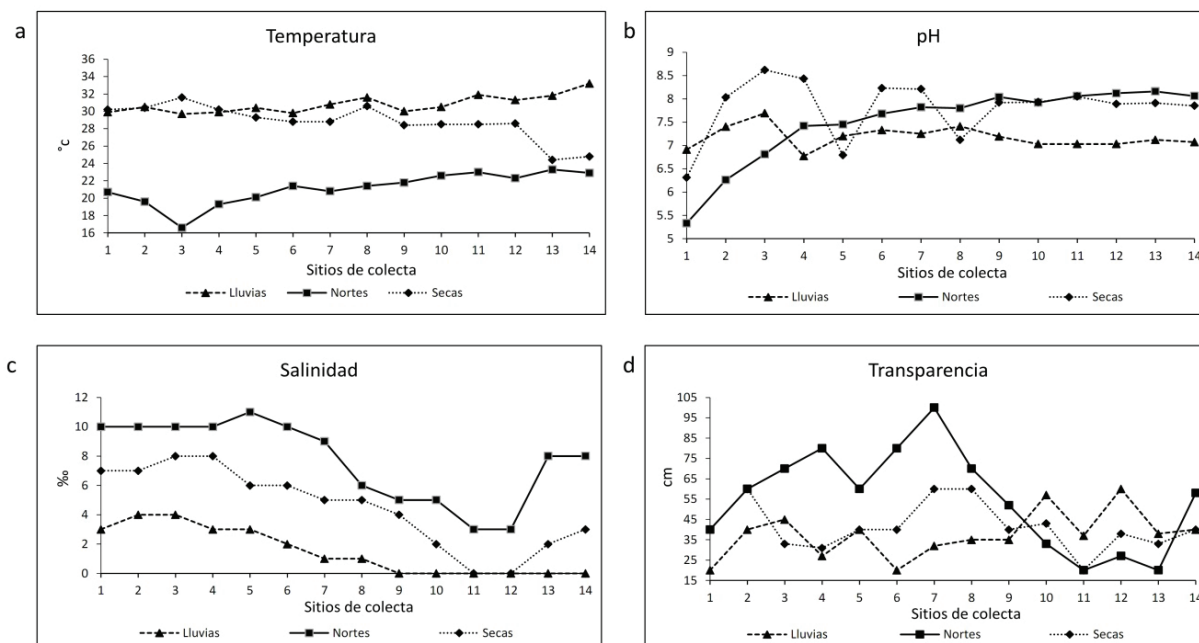 a
Temperatura
36
34
32
30
28
26
24
22
20
18
16
°c
1 2 3 4 5 6 7 8 9 10 11 12 13 14
Sitios de colecta
Lluvias Nortes Secas
b
pH
9
8.5
8
7.5
7
6.5
6
5.5
5
1 2 3 4 5 6 7 8 9 10 11 12 13 14
Sitios de colecta
Lluvias Nortes Secas
c
Salinidad
12
10
8
6
4
2
0
‰
1 2 3 4 5 6 7 8 9 10 11 12 13 14
Sitios de colecta
Lluvias Nortes Secas
d
Transparencia
105
95
85
75
65
55
45
35
25
15
cm
1 2 3 4 5 6 7 8 9 10 11 12 13 14
Sitios de colecta
Lluvias Nortes Secas